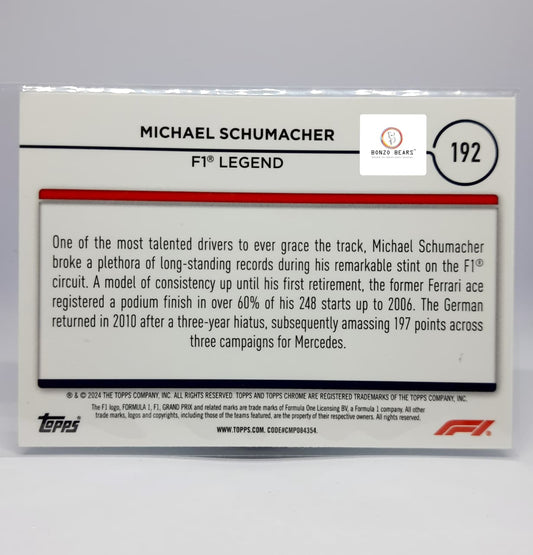 MICHAEL SCHUMACHER
F1® LEGEND
BONZO BEARS™
192
One of the most talented drivers to ever grace the track, Michael Schumacher
broke a plethora of long-standing records during his remarkable stint on the F1®
circuit. A model of consistency up until his first retirement, the former Ferrari ace
registered a podium finish in over 60% of his 248 starts up to 2006. The German
returned in 2010 after a three-year hiatus, subsequently amassing 197 points across
three campaigns for Mercedes.
® & © 2024 THE TOPPS COMPANY, INC. ALL RIGHTS RESERVED. TOPPS AND TOPPS CHROME ARE REGISTERED TRADEMARKS OF THE TOPPS COMPANY, INC.
The F1 logo, FORMULA 1, F1, GRAND PRIX and related marks are trade marks of Formula One Licensing BV, a Formula 1 company. All other
trade marks, logos and copyrights, including those of the teams featured, are the property of their respective owners. All rights reserved.
Topps®
WWW.TOPPS.COM. CODE#CMP084354.
F1®